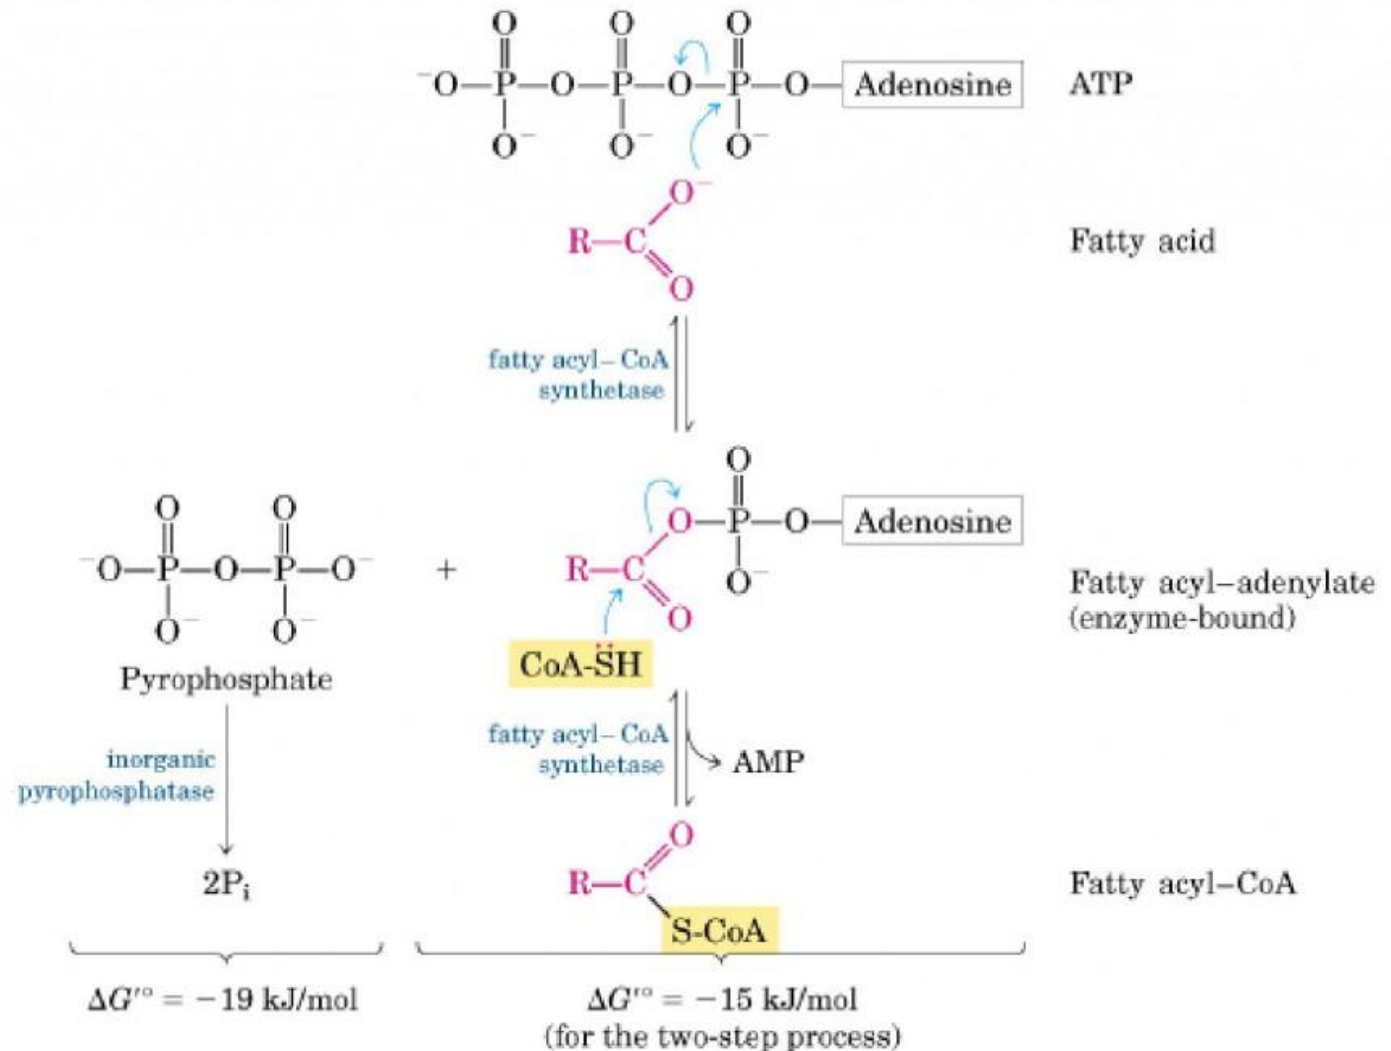 O O O
⁻O—P—O—P—O—P—O—Adenosine ATP
O⁻ O⁻ O⁻
O⁻
R—C Fatty acid
O
fatty acyl–CoA
synthetase
O
O—P—O—Adenosine
O⁻
O O
⁻O—P—O—P—O⁻ + R—C
O⁻ O⁻ O
Fatty acyl–adenylate
(enzyme-bound)
CoA-SH
Pyrophosphate
fatty acyl–CoA
synthetase
AMP
inorganic
pyrophosphatase
O
2Pᵢ
R—C Fatty acyl–CoA
S-CoA
ΔG′° = −19 kJ/mol
ΔG′° = −15 kJ/mol
(for the two-step process)